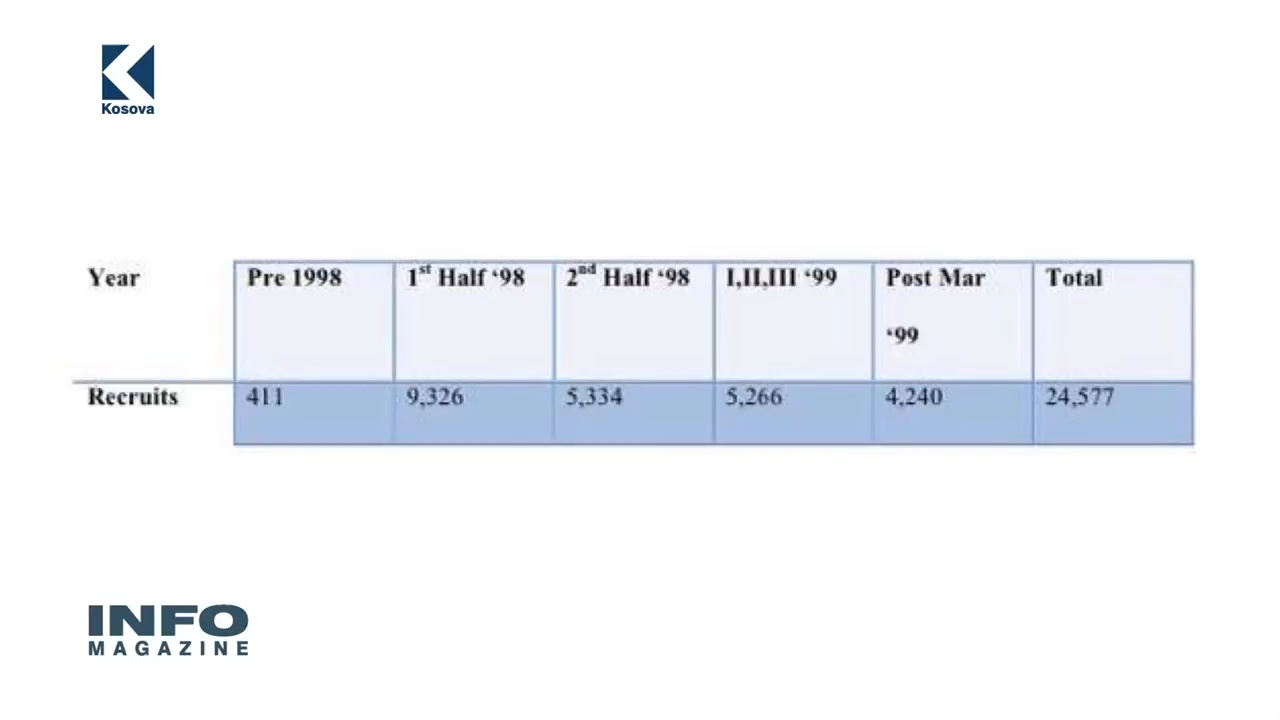 Kosova
Year Pre 1998 1st Half ‘98 2nd Half ‘98 I,II,III ‘99 Post Mar Total
‘99
Recruits 411 9,326 5,334 5,266 4,240 24,577
INFO
MAGAZINE